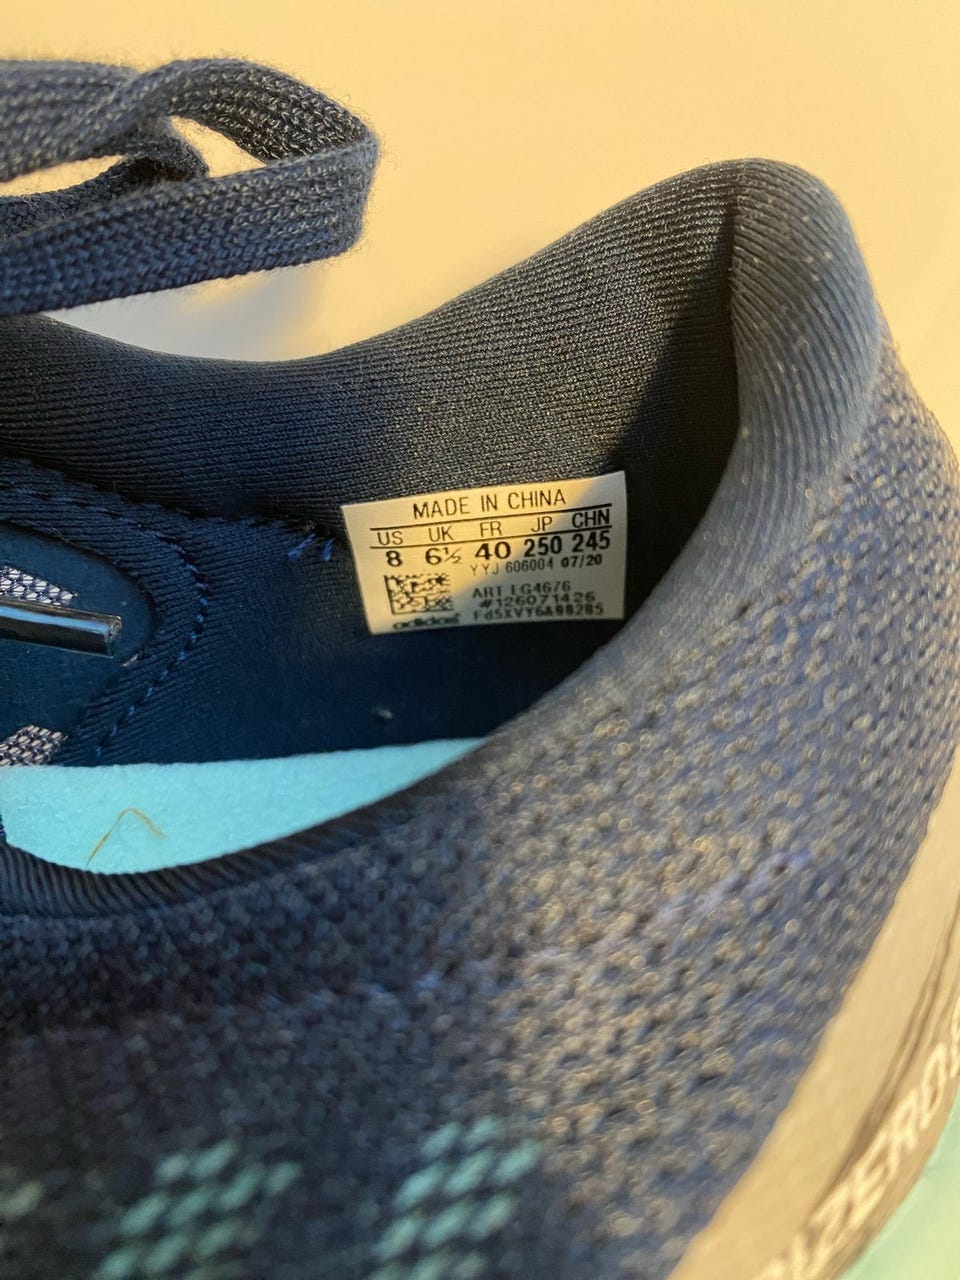 MADE IN CHINA
US UK FR JP CHN
8 6½ 40 250 245
YYJ 606004 07/20
ART
#126071426
adidas
ZERO